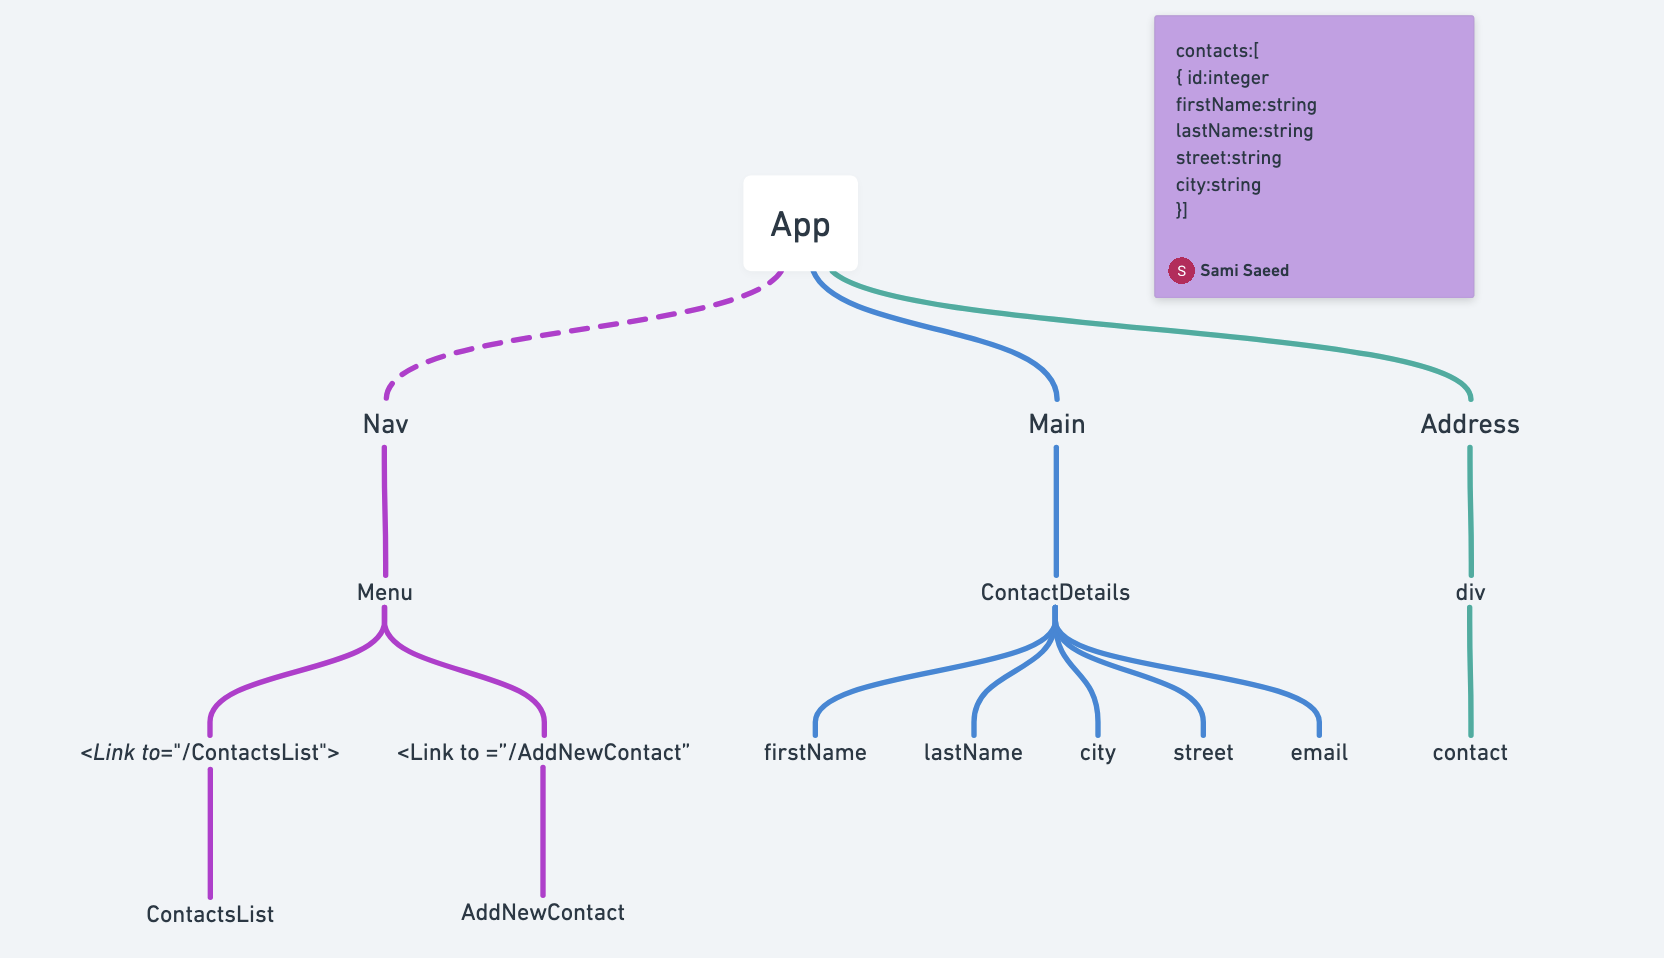 contacts:[
{ id:integer
firstName:string
lastName:string
street:string
city:string
}]
S Sami Saeed
App
Nav Main Address
Menu ContactDetails div
<Link to="/ContactsList"> <Link to =”/AddNewContact” firstName lastName city street email contact
ContactsList AddNewContact